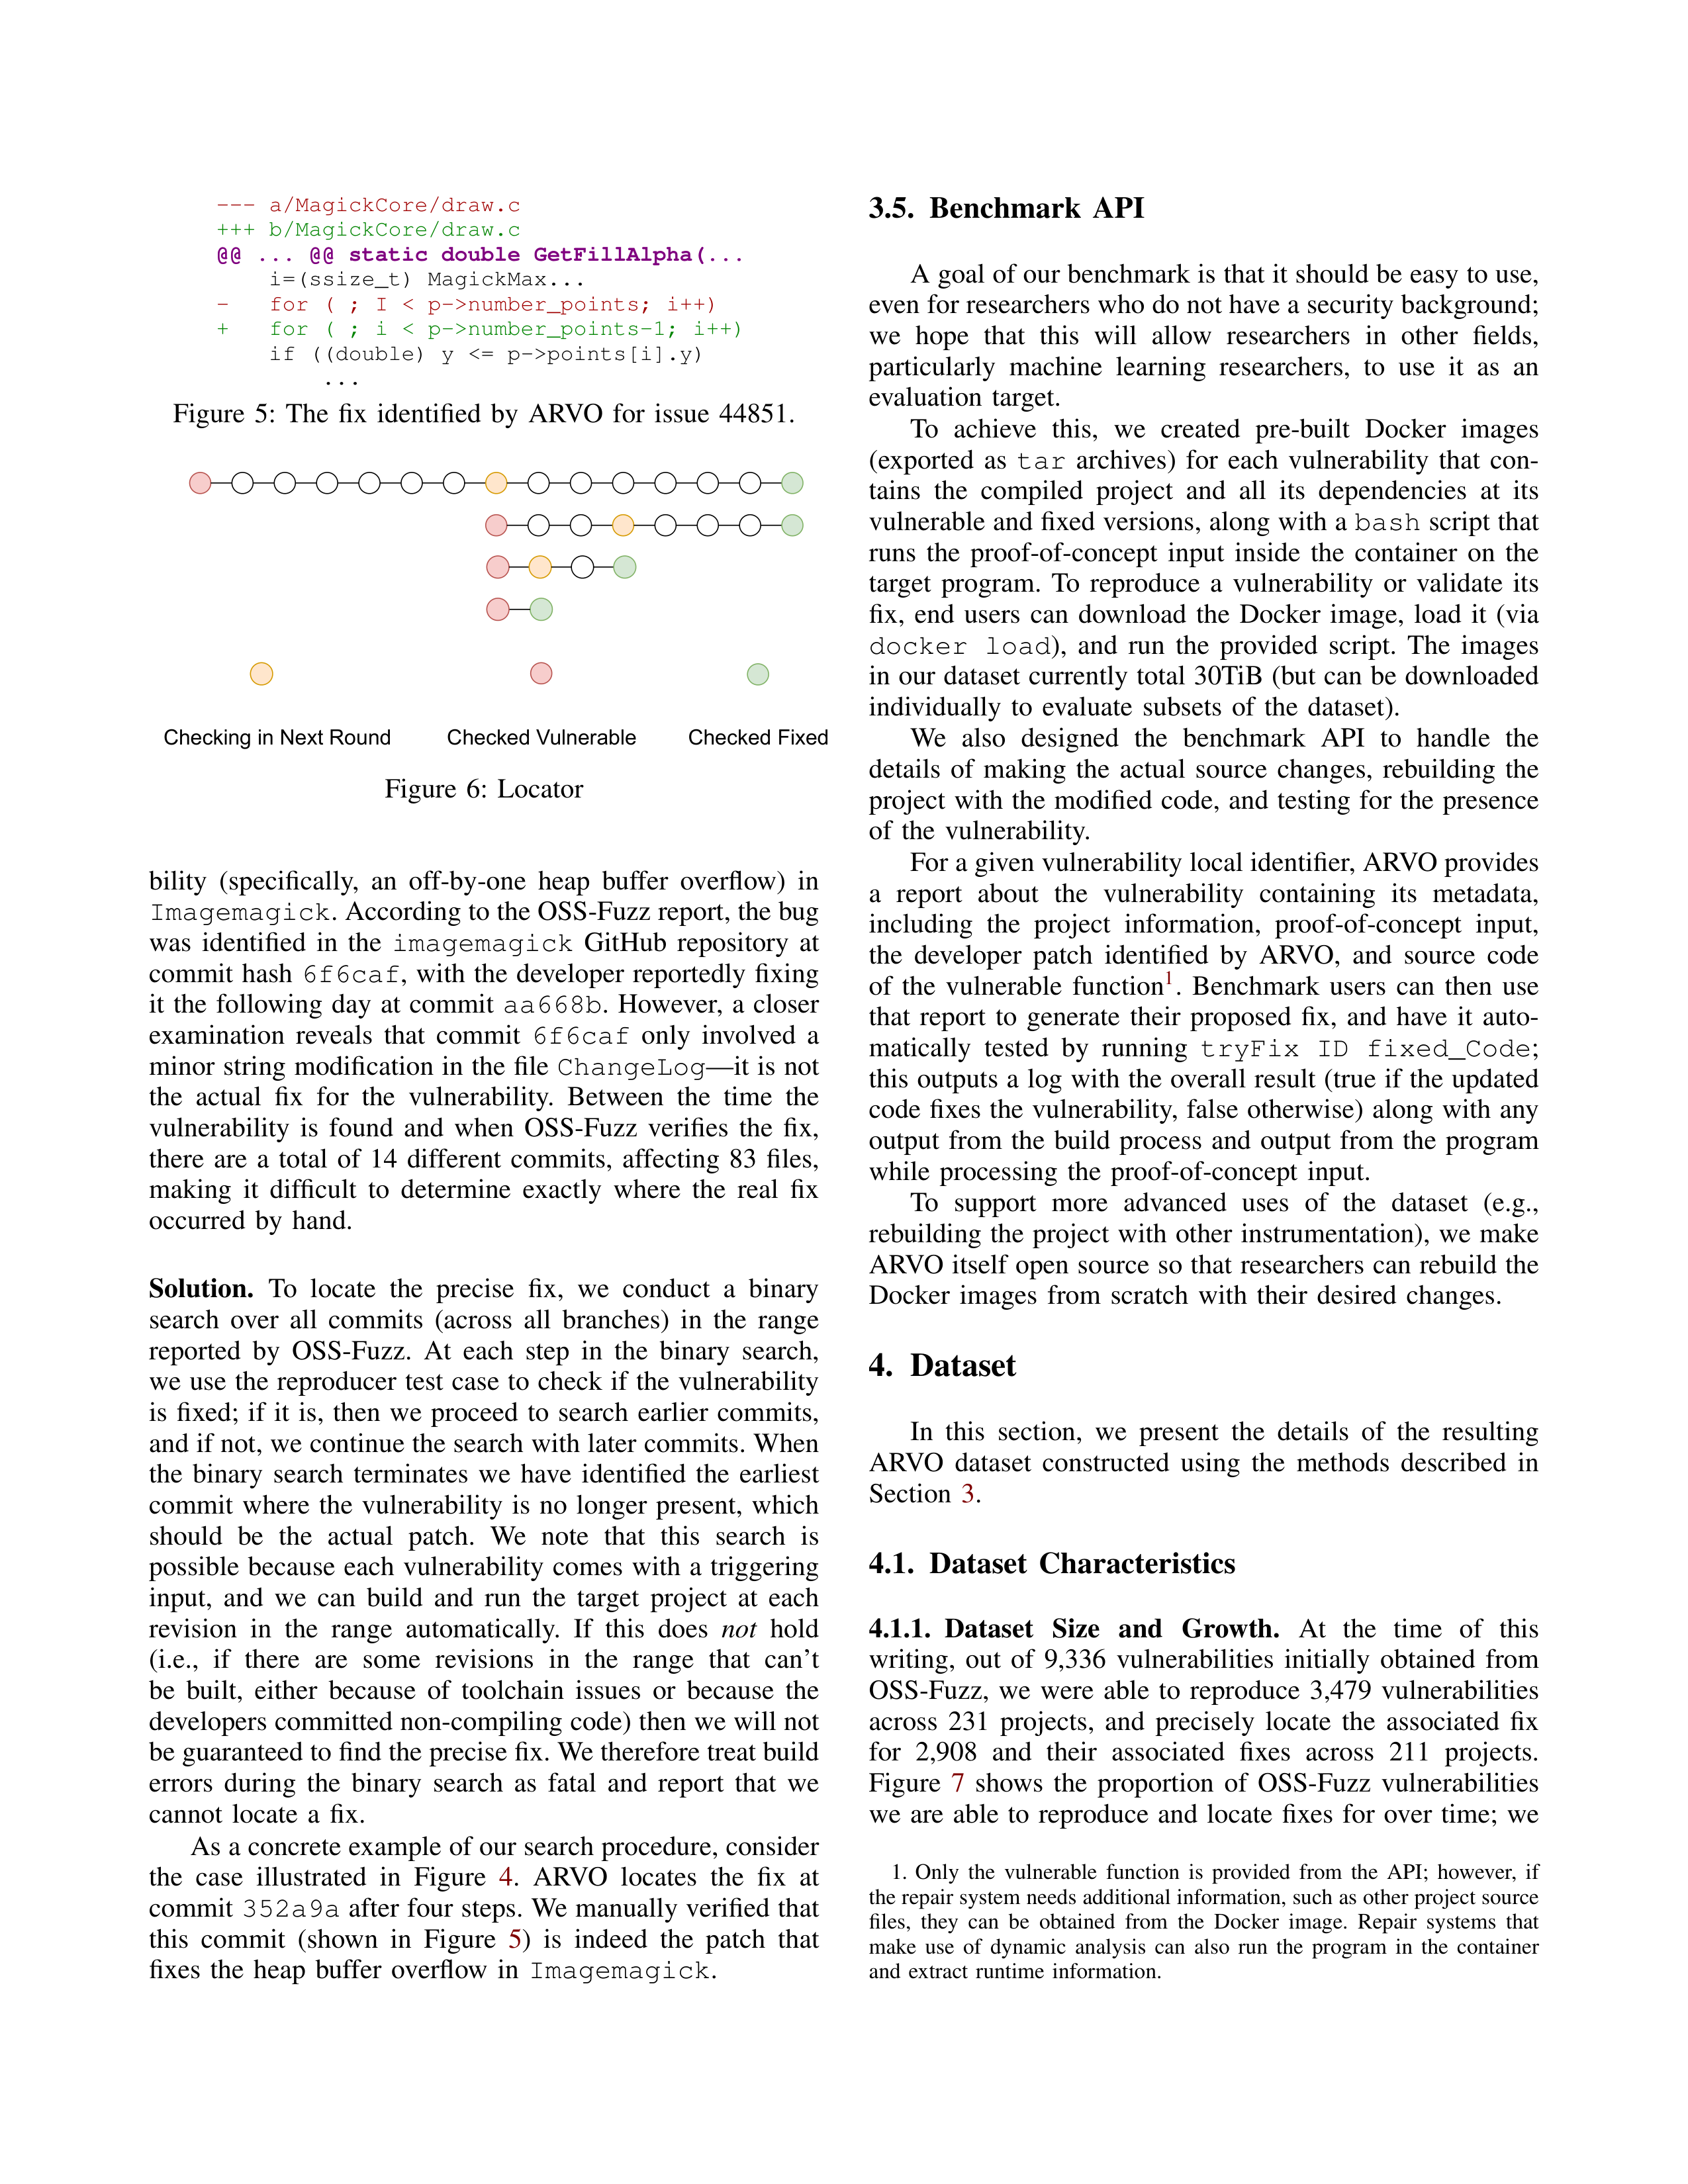 --- a/MagickCore/draw.c
+++ b/MagickCore/draw.c
@@ ... @@ static double GetFillAlpha(...
i=(ssize_t) MagickMax...
- for ( ; I < p->number_points; i++)
+ for ( ; i < p->number_points-1; i++)
if ((double) y <= p->points[i].y)
...
Figure 5: The fix identified by ARVO for issue 44851.
Checking in Next Round
Checked Vulnerable
Checked Fixed
Figure 6: Locator
bility (specifically, an off-by-one heap buffer overflow) in
Imagemagick. According to the OSS-Fuzz report, the bug
was identified in the imagemagick GitHub repository at
commit hash 6f6caf, with the developer reportedly fixing
it the following day at commit aa668b. However, a closer
examination reveals that commit 6f6caf only involved a
minor string modification in the file ChangeLog—it is not
the actual fix for the vulnerability. Between the time the
vulnerability is found and when OSS-Fuzz verifies the fix,
there are a total of 14 different commits, affecting 83 files,
making it difficult to determine exactly where the real fix
occurred by hand.
Solution. To locate the precise fix, we conduct a binary
search over all commits (across all branches) in the range
reported by OSS-Fuzz. At each step in the binary search,
we use the reproducer test case to check if the vulnerability
is fixed; if it is, then we proceed to search earlier commits,
and if not, we continue the search with later commits. When
the binary search terminates we have identified the earliest
commit where the vulnerability is no longer present, which
should be the actual patch. We note that this search is
possible because each vulnerability comes with a triggering
input, and we can build and run the target project at each
revision in the range automatically. If this does not hold
(i.e., if there are some revisions in the range that can't
be built, either because of toolchain issues or because the
developers committed non-compiling code) then we will not
be guaranteed to find the precise fix. We therefore treat build
errors during the binary search as fatal and report that we
cannot locate a fix.
As a concrete example of our search procedure, consider
the case illustrated in Figure 4. ARVO locates the fix at
commit 352a9a after four steps. We manually verified that
this commit (shown in Figure 5) is indeed the patch that
fixes the heap buffer overflow in Imagemagick.
3.5. Benchmark API
A goal of our benchmark is that it should be easy to use,
even for researchers who do not have a security background;
we hope that this will allow researchers in other fields,
particularly machine learning researchers, to use it as an
evaluation target.
To achieve this, we created pre-built Docker images
(exported as tar archives) for each vulnerability that con-
tains the compiled project and all its dependencies at its
vulnerable and fixed versions, along with a bash script that
runs the proof-of-concept input inside the container on the
target program. To reproduce a vulnerability or validate its
fix, end users can download the Docker image, load it (via
docker load), and run the provided script. The images
in our dataset currently total 30TiB (but can be downloaded
individually to evaluate subsets of the dataset).
We also designed the benchmark API to handle the
details of making the actual source changes, rebuilding the
project with the modified code, and testing for the presence
of the vulnerability.
For a given vulnerability local identifier, ARVO provides
a report about the vulnerability containing its metadata,
including the project information, proof-of-concept input,
the developer patch identified by ARVO, and source code
of the vulnerable function1. Benchmark users can then use
that report to generate their proposed fix, and have it auto-
matically tested by running tryFix ID fixed_Code;
this outputs a log with the overall result (true if the updated
code fixes the vulnerability, false otherwise) along with any
output from the build process and output from the program
while processing the proof-of-concept input.
To support more advanced uses of the dataset (e.g.,
rebuilding the project with other instrumentation), we make
ARVO itself open source so that researchers can rebuild the
Docker images from scratch with their desired changes.
4. Dataset
In this section, we present the details of the resulting
ARVO dataset constructed using the methods described in
Section 3.
4.1. Dataset Characteristics
4.1.1. Dataset Size and Growth. At the time of this
writing, out of 9,336 vulnerabilities initially obtained from
OSS-Fuzz, we were able to reproduce 3,479 vulnerabilities
across 231 projects, and precisely locate the associated fix
for 2,908 and their associated fixes across 211 projects.
Figure 7 shows the proportion of OSS-Fuzz vulnerabilities
we are able to reproduce and locate fixes for over time; we
1. Only the vulnerable function is provided from the API; however, if
the repair system needs additional information, such as other project source
files, they can be obtained from the Docker image. Repair systems that
make use of dynamic analysis can also run the program in the container
and extract runtime information.